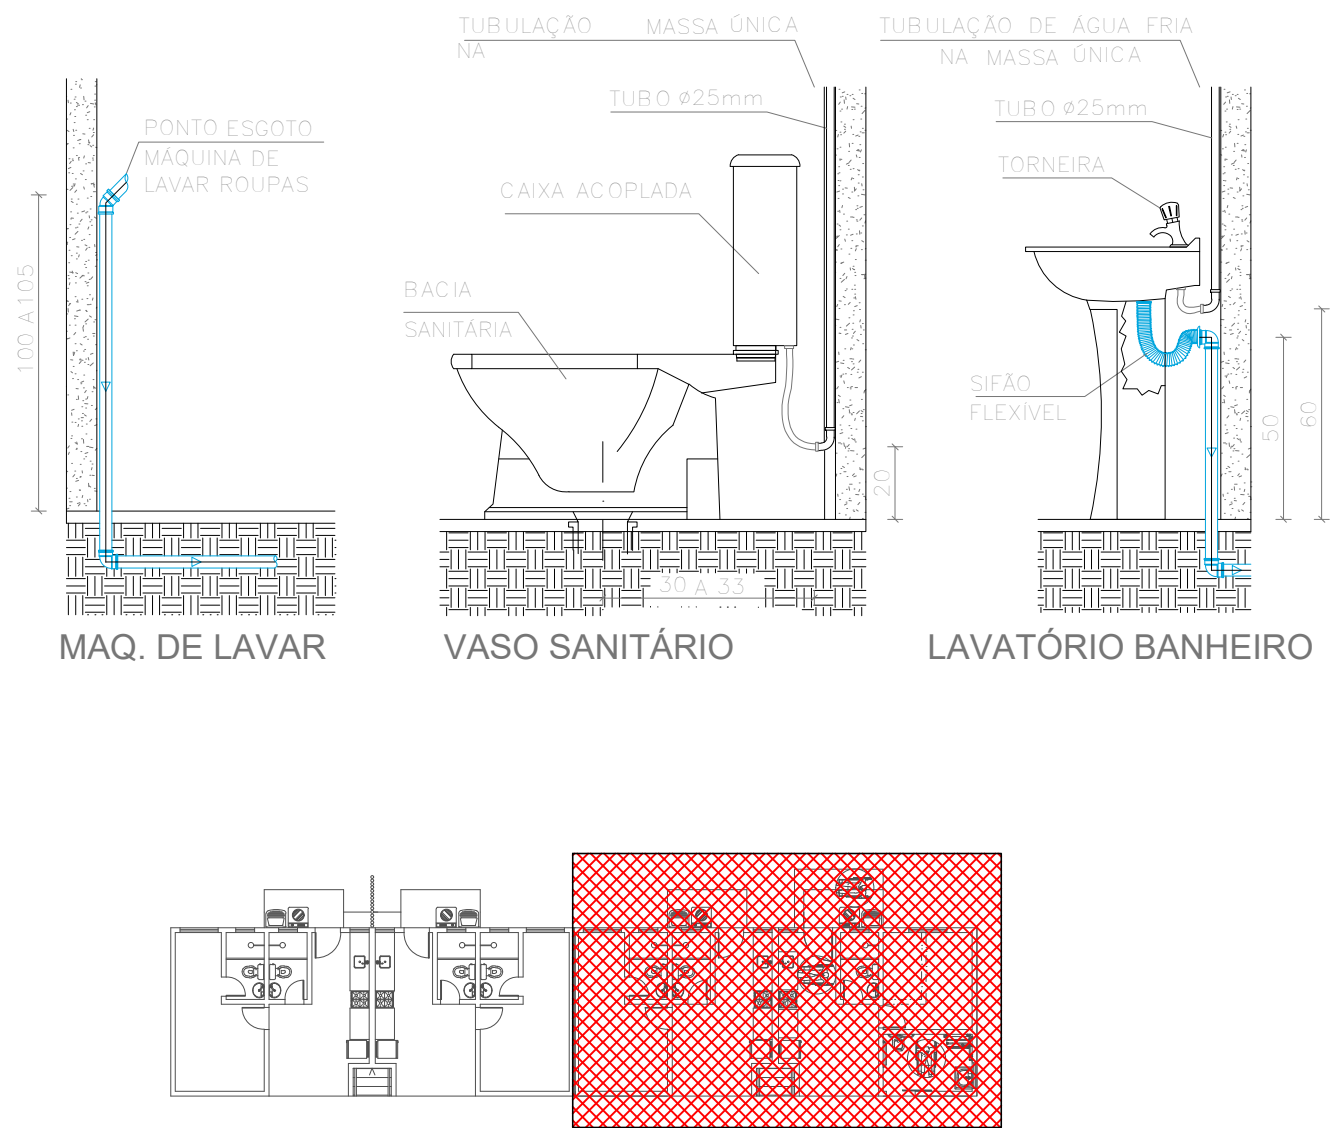 TUBULAÇÃO MASSA ÚNICA
NA
TUBO ø25mm
TUBULAÇÃO DE ÁGUA FRIA
NA MASSA ÚNICA
TUBO ø25mm
TORNEIRA
PONTO ESGOTO
MÁQUINA DE
LAVAR ROUPAS
CAIXA ACOPLADA
BACIA
SANITÁRIA
100 A 105
SIFÃO
FLEXÍVEL
50
60
20
30 A 33
MAQ. DE LAVAR
VASO SANITÁRIO
LAVATÓRIO BANHEIRO